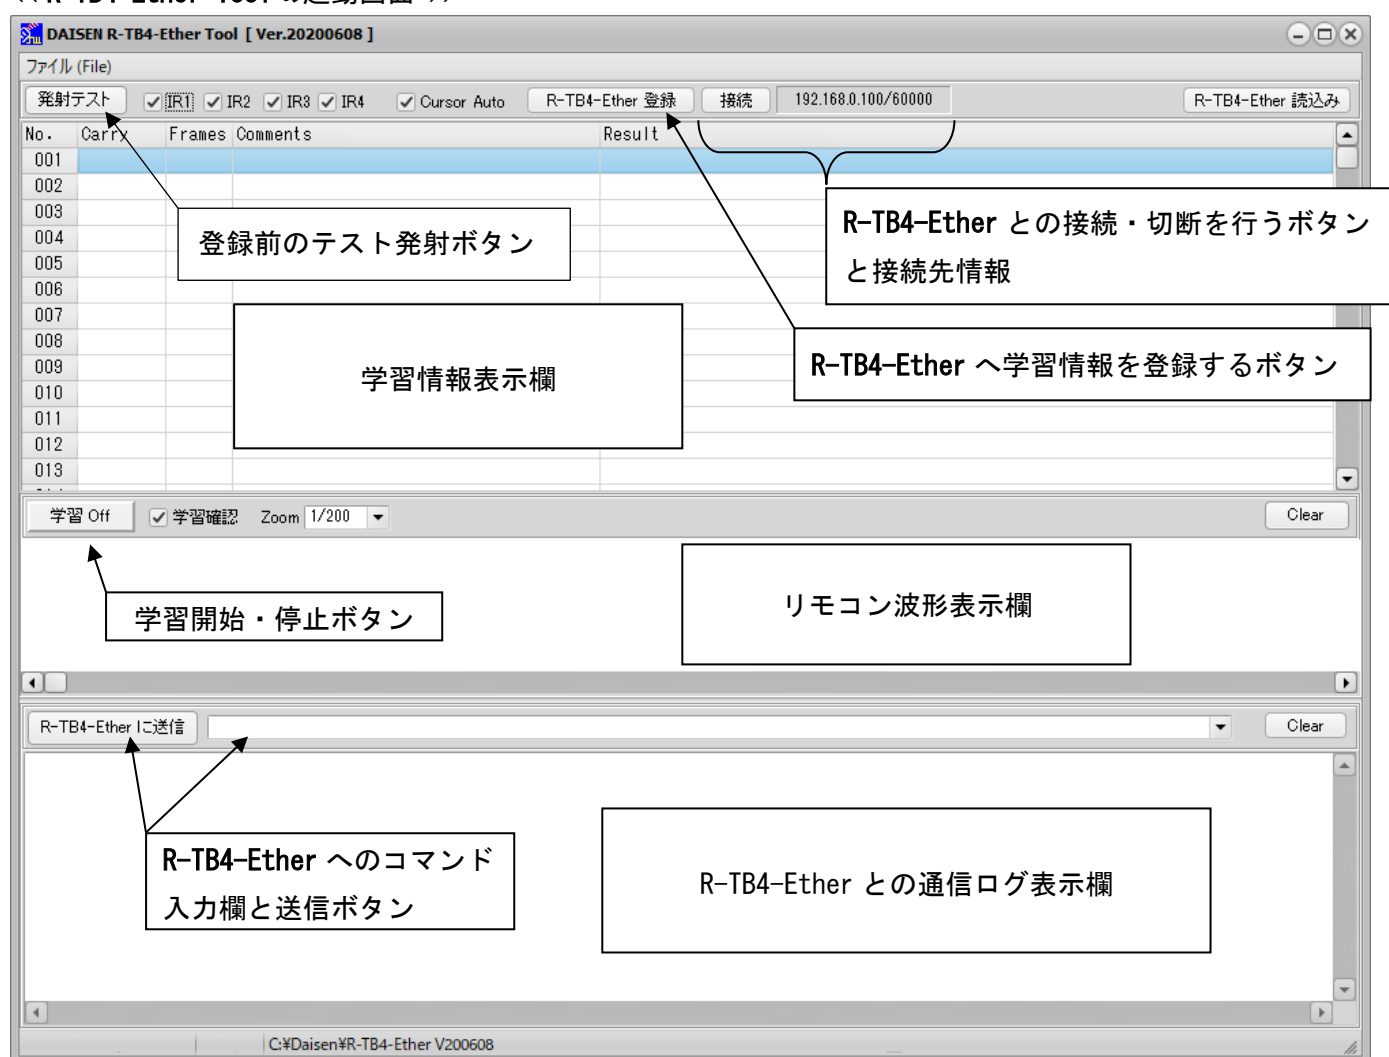 DAISEN R-TB4-Ether Tool [ Ver.20200608 ]
ファイル (File)
発射テスト IR1 IR2 IR3 IR4 Cursor Auto R-TB4-Ether 登録 接続 192.168.0.100/60000 R-TB4-Ether 読込み
No. Carry Frames Comments Result
001
002
003
004
005
006
007
008
009
010
011
012
013
登録前のテスト発射ボタン
R-TB4-Ether との接続・切断を行うボタン
と接続先情報
R-TB4-Ether へ学習情報を登録するボタン
学習情報表示欄
学習 Off 学習確認 Zoom 1/200 Clear
学習開始・停止ボタン
リモコン波形表示欄
R-TB4-Ether に送信 Clear
R-TB4-Ether へのコマンド
入力欄と送信ボタン
R-TB4-Ether との通信ログ表示欄
C:¥Daisen¥R-TB4-Ether V200608